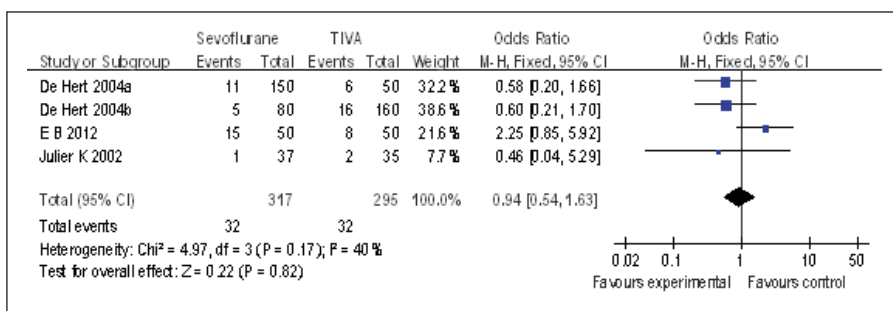 Sevoflurane TIVA Odds Ratio Odds Ratio
Study or Subgroup Events Total Events Total Weight M-H, Fixed, 95% CI M-H, Fixed, 95% CI
De Hert 2004a 11 150 6 50 32.2% 0.58 [0.20, 1.66]
De Hert 2004b 5 80 16 160 38.6% 0.60 [0.21, 1.70]
E B 2012 15 50 8 50 21.6% 2.25 [0.85, 5.92]
Julier K 2002 1 37 2 35 7.7% 0.46 [0.04, 5.29]
Total (95% CI) 317 295 100.0% 0.94 [0.54, 1.63]
Total events 32 32
Heterogeneity: Chi² = 4.97, df = 3 (P = 0.17); I² = 40%
Test for overall effect: Z = 0.22 (P = 0.82)
0.02 0.1 1 10 50
Favours experimental Favours control